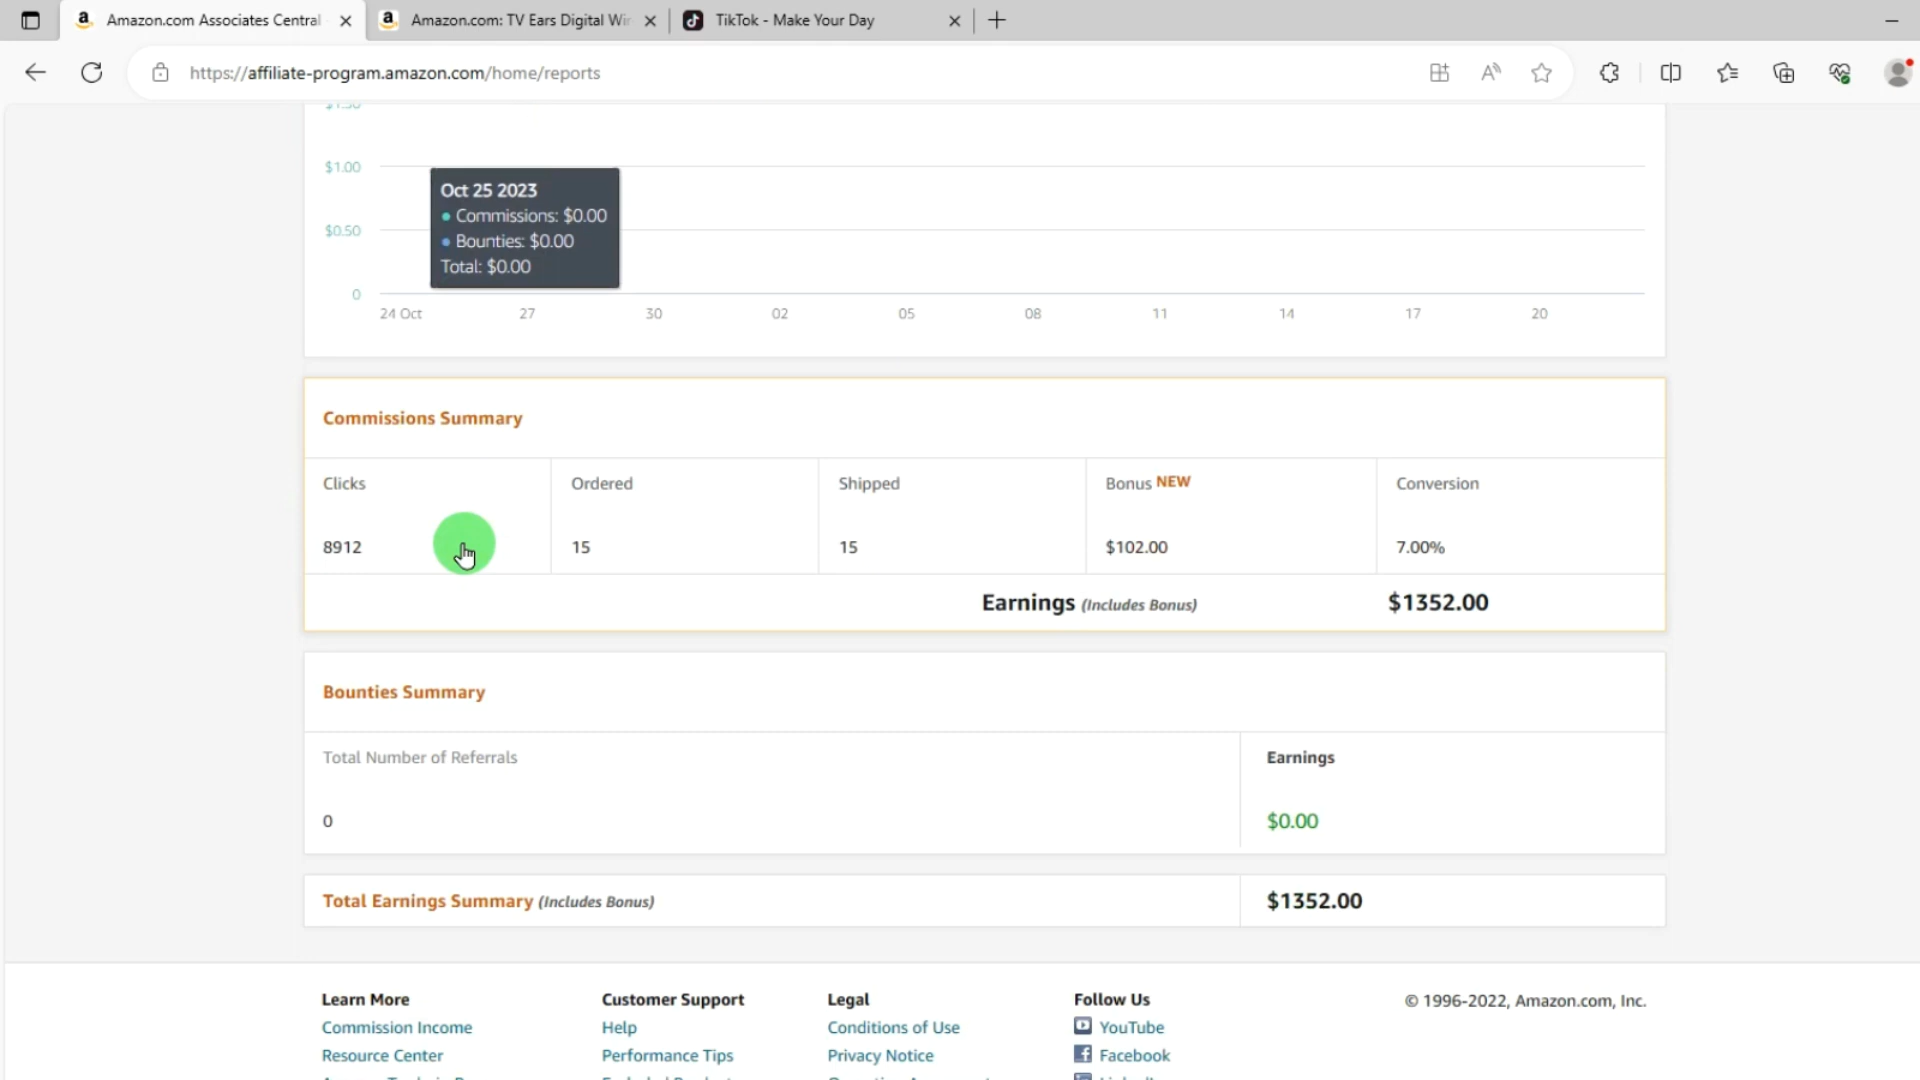 Amazon.com Associates Central
Amazon.com: TV Ears Digital Wir
TikTok - Make Your Day
https://affiliate-program.amazon.com/home/reports
$1.50
$1.00
Oct 25 2023
Commissions: $0.00
$0.50
Bounties: $0.00
Total: $0.00
0
24 Oct 27 30 02 05 08 11 14 17 20
Commissions Summary
Clicks Ordered Shipped Bonus NEW Conversion
8912 15 15 $102.00 7.00%
Earnings (Includes Bonus) $1352.00
Bounties Summary
Total Number of Referrals Earnings
0 $0.00
Total Earnings Summary (Includes Bonus) $1352.00
Learn More Customer Support Legal Follow Us © 1996-2022, Amazon.com, Inc.
Commission Income Help Conditions of Use YouTube
Resource Center Performance Tips Privacy Notice Facebook